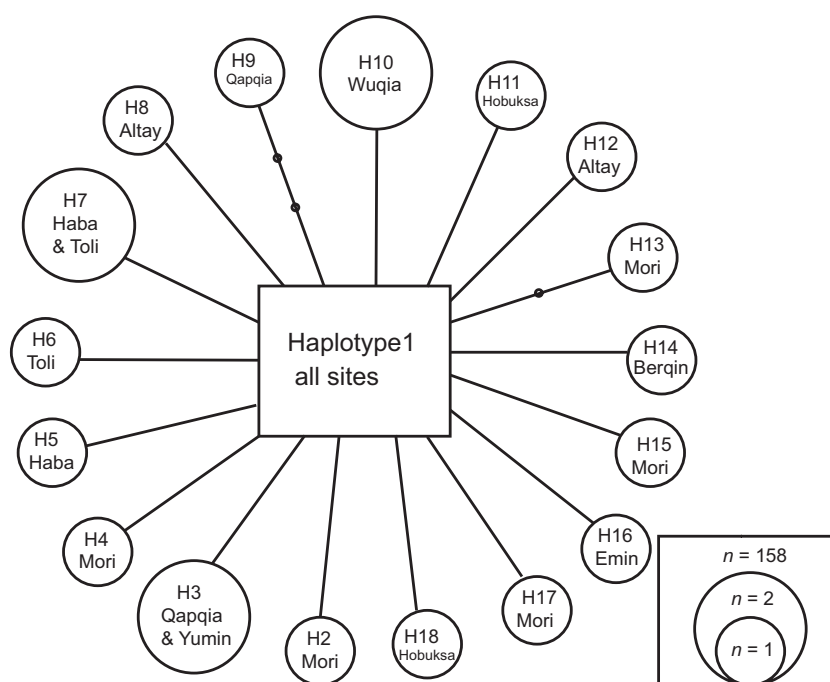 H9
Qapqia
H10
Wuqia
H11
Hobuksa
H8
Altay
H12
Altay
H7
Haba
& Toli
H13
Mori
Haplotype1
all sites
H6
Toli
H14
Berqin
H5
Haba
H15
Mori
H4
Mori
H16
Emin
H3
Qapqia
& Yumin
H17
Mori
H2
Mori
H18
Hobuksa
n = 158
n = 2
n = 1